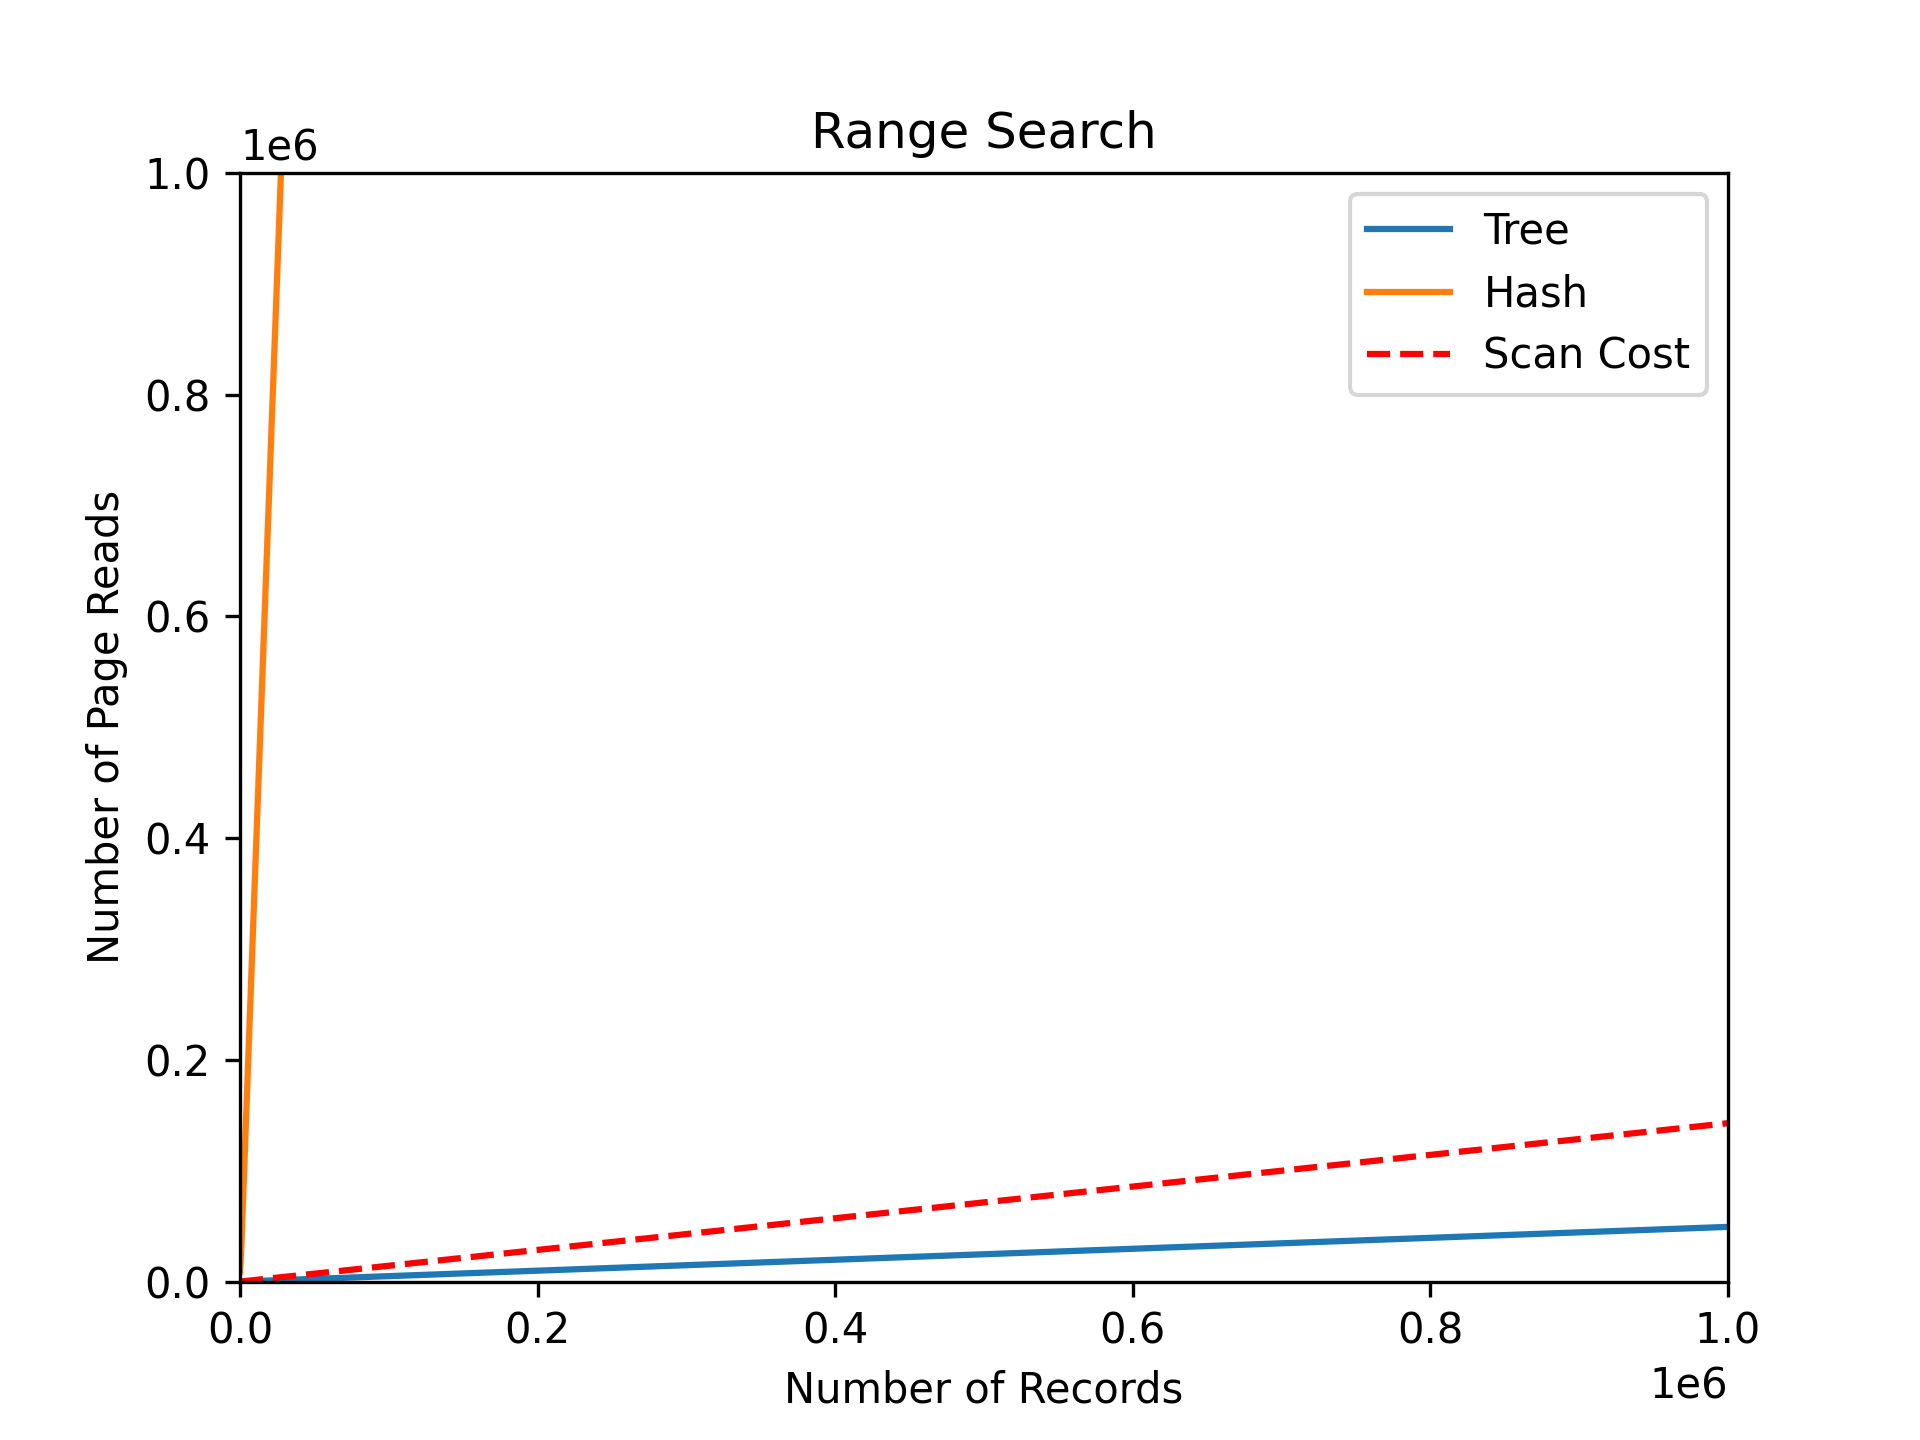 Range Search
1e6
1.0
0.8
0.6
0.4
0.2
0.0
Number of Page Reads
Tree
Hash
Scan Cost
0.0 0.2 0.4 0.6 0.8 1.0
1e6
Number of Records